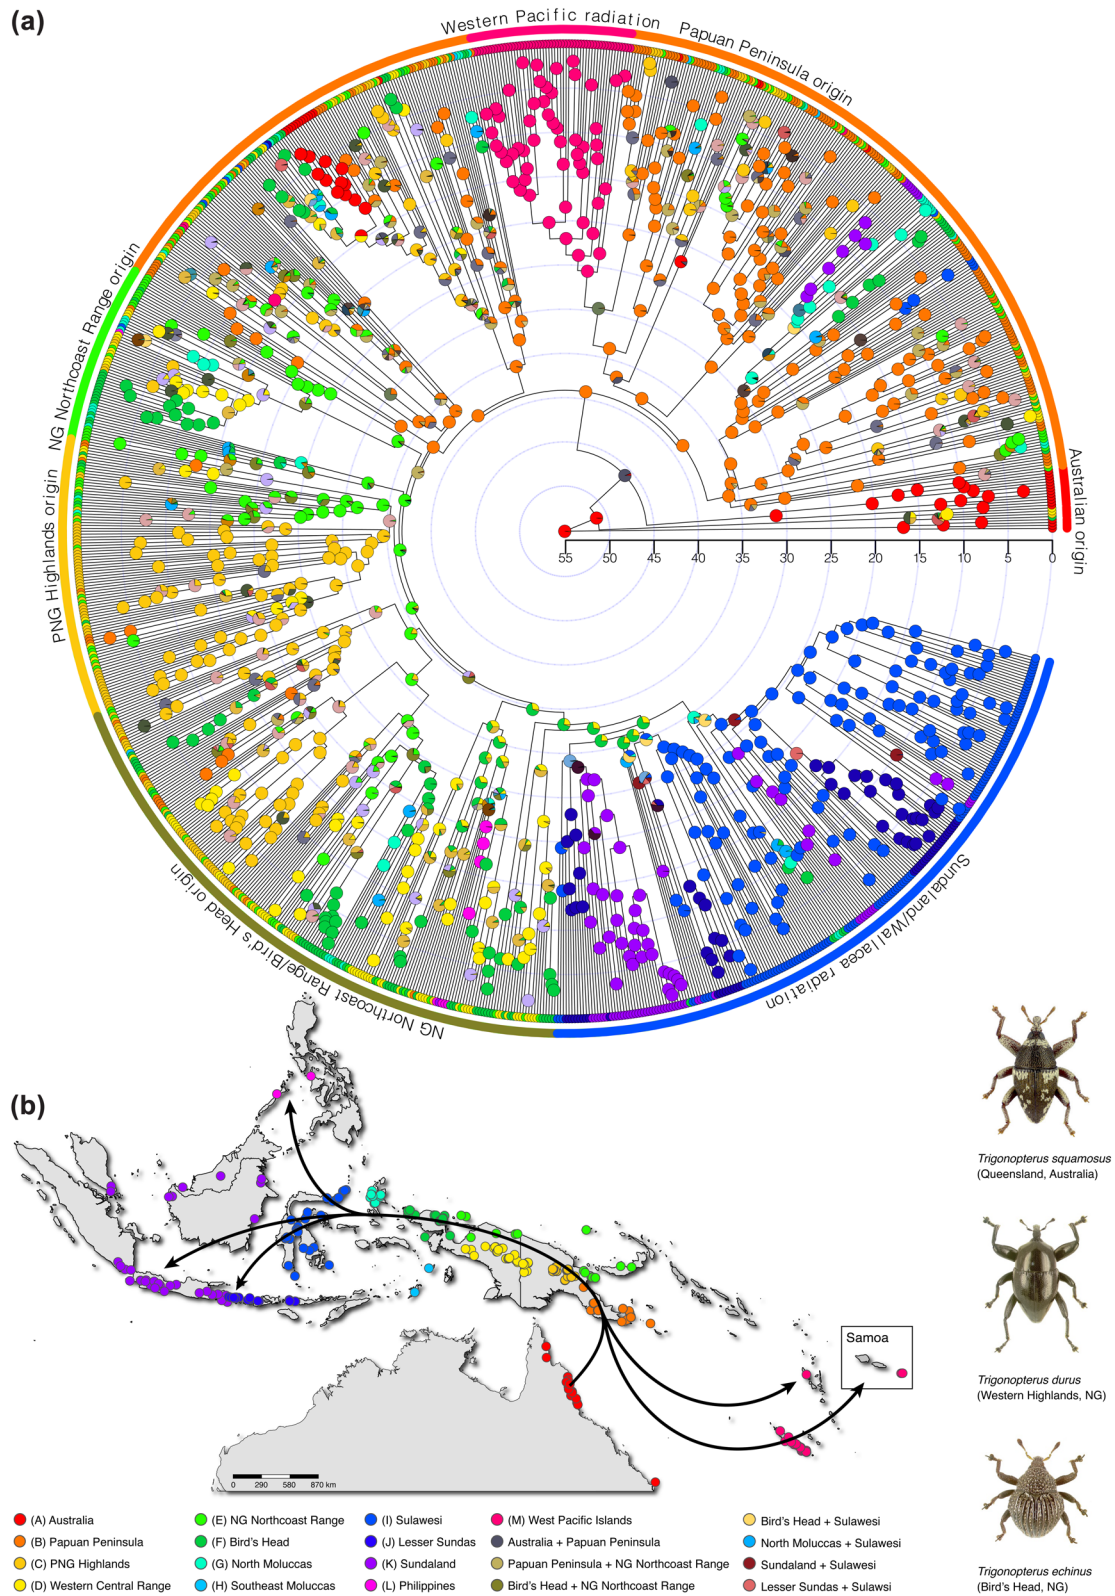 (a)
Western Pacific radiation
Papuan Peninsula origin
NG Northcoast Range origin
PNG Highlands origin
Australian origin
55 50 45 40 35 30 25 20 15 10 5 0
NG Northcoast Range/Bird's Head origin
Sundaland/Wallacea radiation
(b)
Trigonopterus squamosus
(Queensland, Australia)
Samoa
Trigonopterus durus
(Western Highlands, NG)
0 290 580 870 km
Trigonopterus echinus
(Bird's Head, NG)
(A) Australia
(B) Papuan Peninsula
(C) PNG Highlands
(D) Western Central Range
(E) NG Northcoast Range
(F) Bird's Head
(G) North Moluccas
(H) Southeast Moluccas
(I) Sulawesi
(J) Lesser Sundas
(K) Sundaland
(L) Philippines
(M) West Pacific Islands
Australia + Papuan Peninsula
Papuan Peninsula + NG Northcoast Range
Bird's Head + NG Northcoast Range
Bird's Head + Sulawesi
North Moluccas + Sulawesi
Sundaland + Sulawesi
Lesser Sundas + Sulawsi